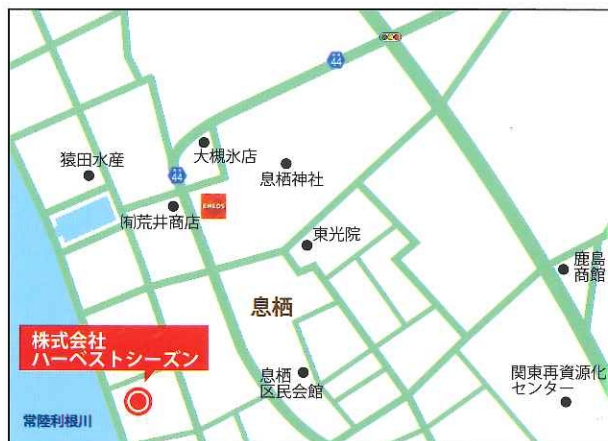 44
大槻氷店
猿田水産
息栖神社
44
ENEOS
㈲荒井商店
東光院
鹿島
商館
息栖
株式会社
ハーベストシーズン
息栖
区民会館
関東再資源化
センター
常陸利根川